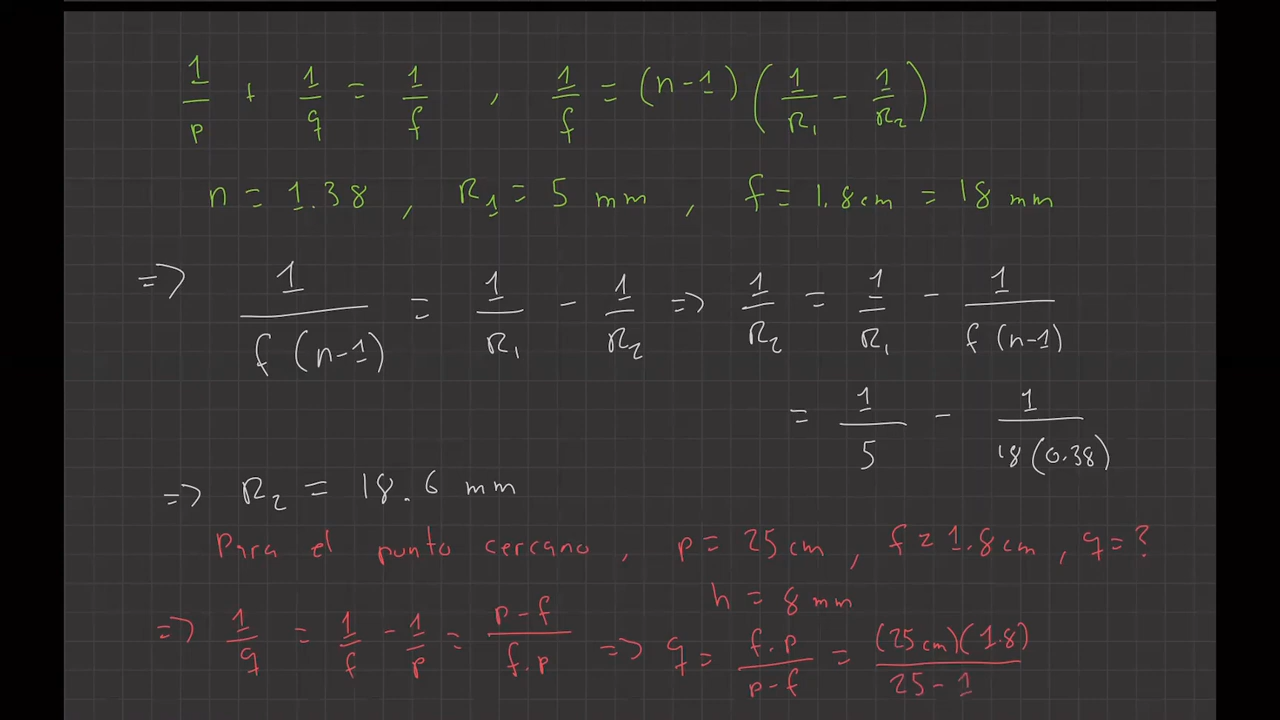 1/p + 1/q = 1/f , 1/f = (n-1) (1/R₁ - 1/R₂)
n = 1.38 , R₁ = 5 mm , f = 1.8cm = 18 mm
=> 1/(f (n-1)) = 1/R₁ - 1/R₂ => 1/R₂ = 1/R₁ - 1/(f (n-1))
= 1/5 - 1/(18(0.38))
=> R₂ = 18.6 mm
Para el punto cercano , p = 25 cm , f = 1.8 cm , q = ?
h = 8 mm
=> 1/q = 1/f - 1/p = (p-f)/(f.p) => q = (f.p)/(p-f) = ((25 cm)(1.8))/(25-1